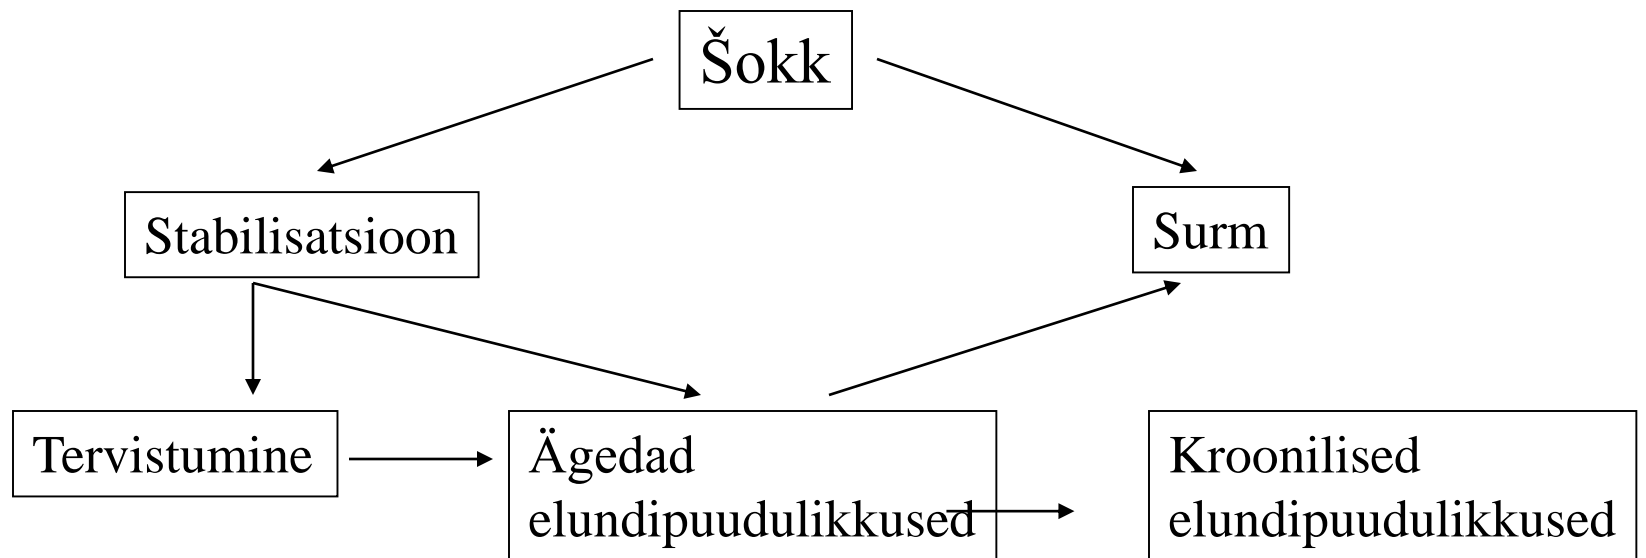 Šokk
Stabilisatsioon
Surm
Tervistumine
Ägedad
elundipuudulikkused
Kroonilised
elundipuudulikkused